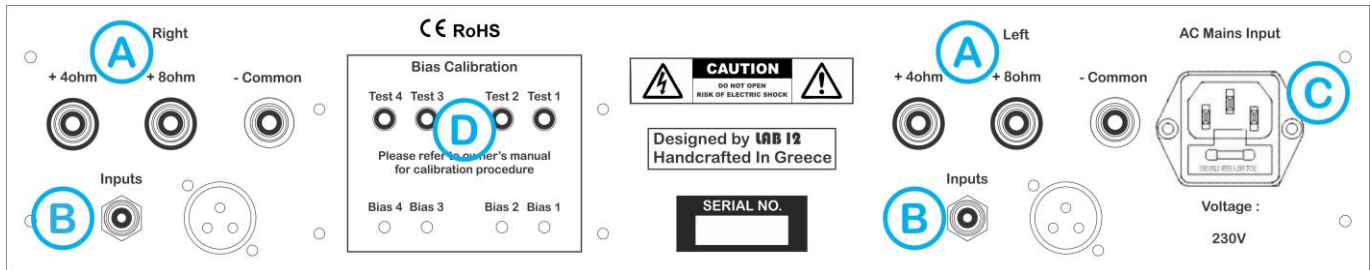 A
Right
+ 4ohm
+ 8ohm
- Common
Inputs
B
CE RoHS
Bias Calibration
Test 4
Test 3
Test 2
Test 1
D
Please refer to owner's manual
for calibration procedure
Bias 4
Bias 3
Bias 2
Bias 1
CAUTION
DO NOT OPEN
RISK OF ELECTRIC SHOCK
Designed by LAB 12
Handcrafted In Greece
SERIAL NO.
A
Left
+ 4ohm
+ 8ohm
- Common
Inputs
B
AC Mains Input
C
Voltage :
230V